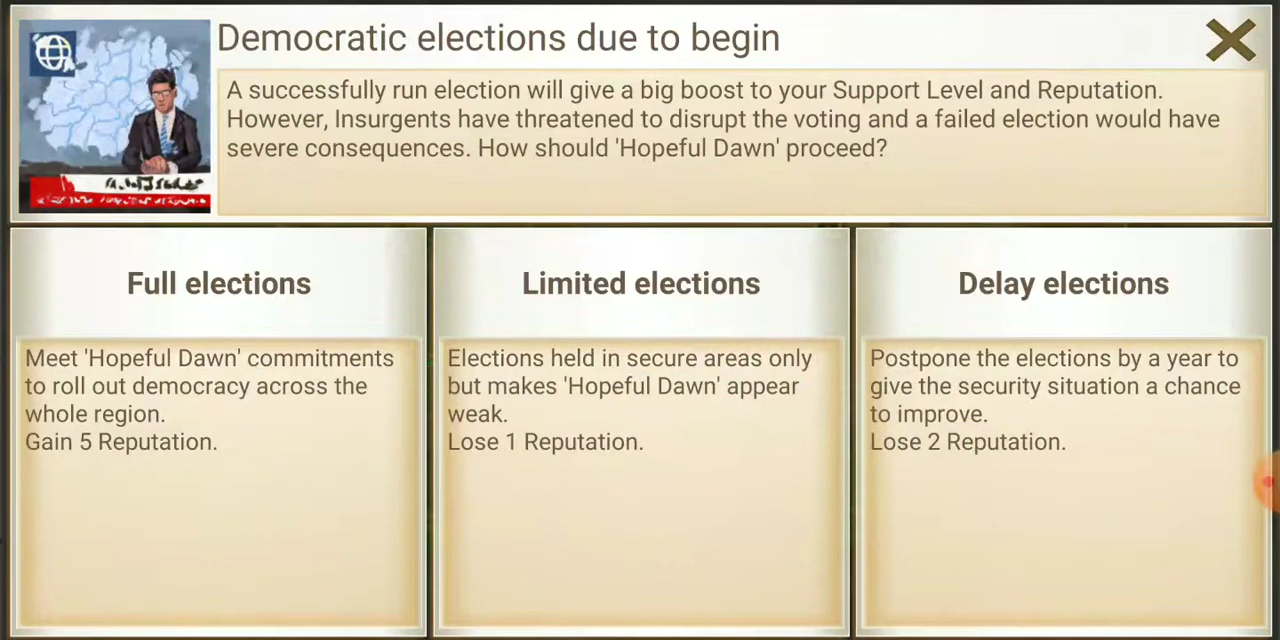 Democratic elections due to begin
A successfully run election will give a big boost to your Support Level and Reputation.
However, Insurgents have threatened to disrupt the voting and a failed election would have
severe consequences. How should 'Hopeful Dawn' proceed?
Full elections
Meet 'Hopeful Dawn' commitments
to roll out democracy across the
whole region.
Gain 5 Reputation.
Limited elections
Elections held in secure areas only
but makes 'Hopeful Dawn' appear
weak.
Lose 1 Reputation.
Delay elections
Postpone the elections by a year to
give the security situation a chance
to improve.
Lose 2 Reputation.